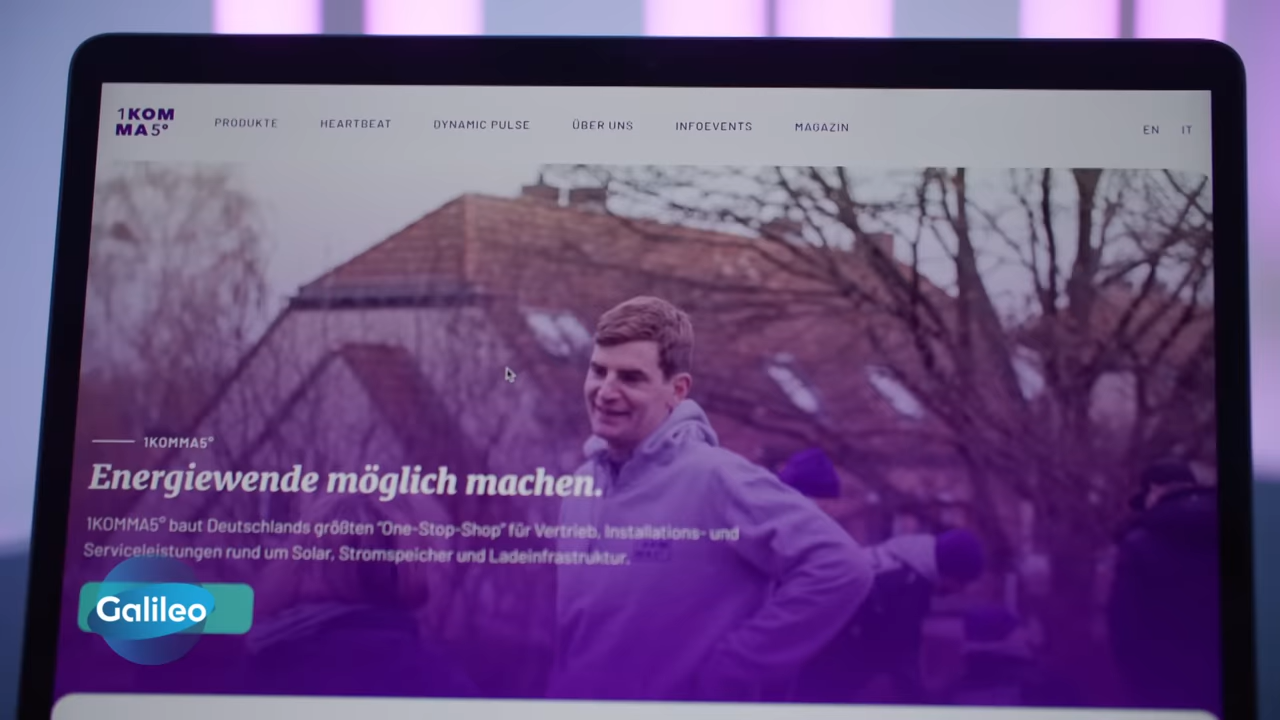 1KOM
MA5°
PRODUKTE HEARTBEAT DYNAMIC PULSE ÜBER UNS INFOEVENTS MAGAZIN EN IT
1KOMMA5°
Energiewende möglich machen.
1KOMMA5° baut Deutschlands größten "One-Stop-Shop" für Vertrieb, Installations- und
Serviceleistungen rund um Solar, Stromspeicher und Ladeinfrastruktur.
Galileo